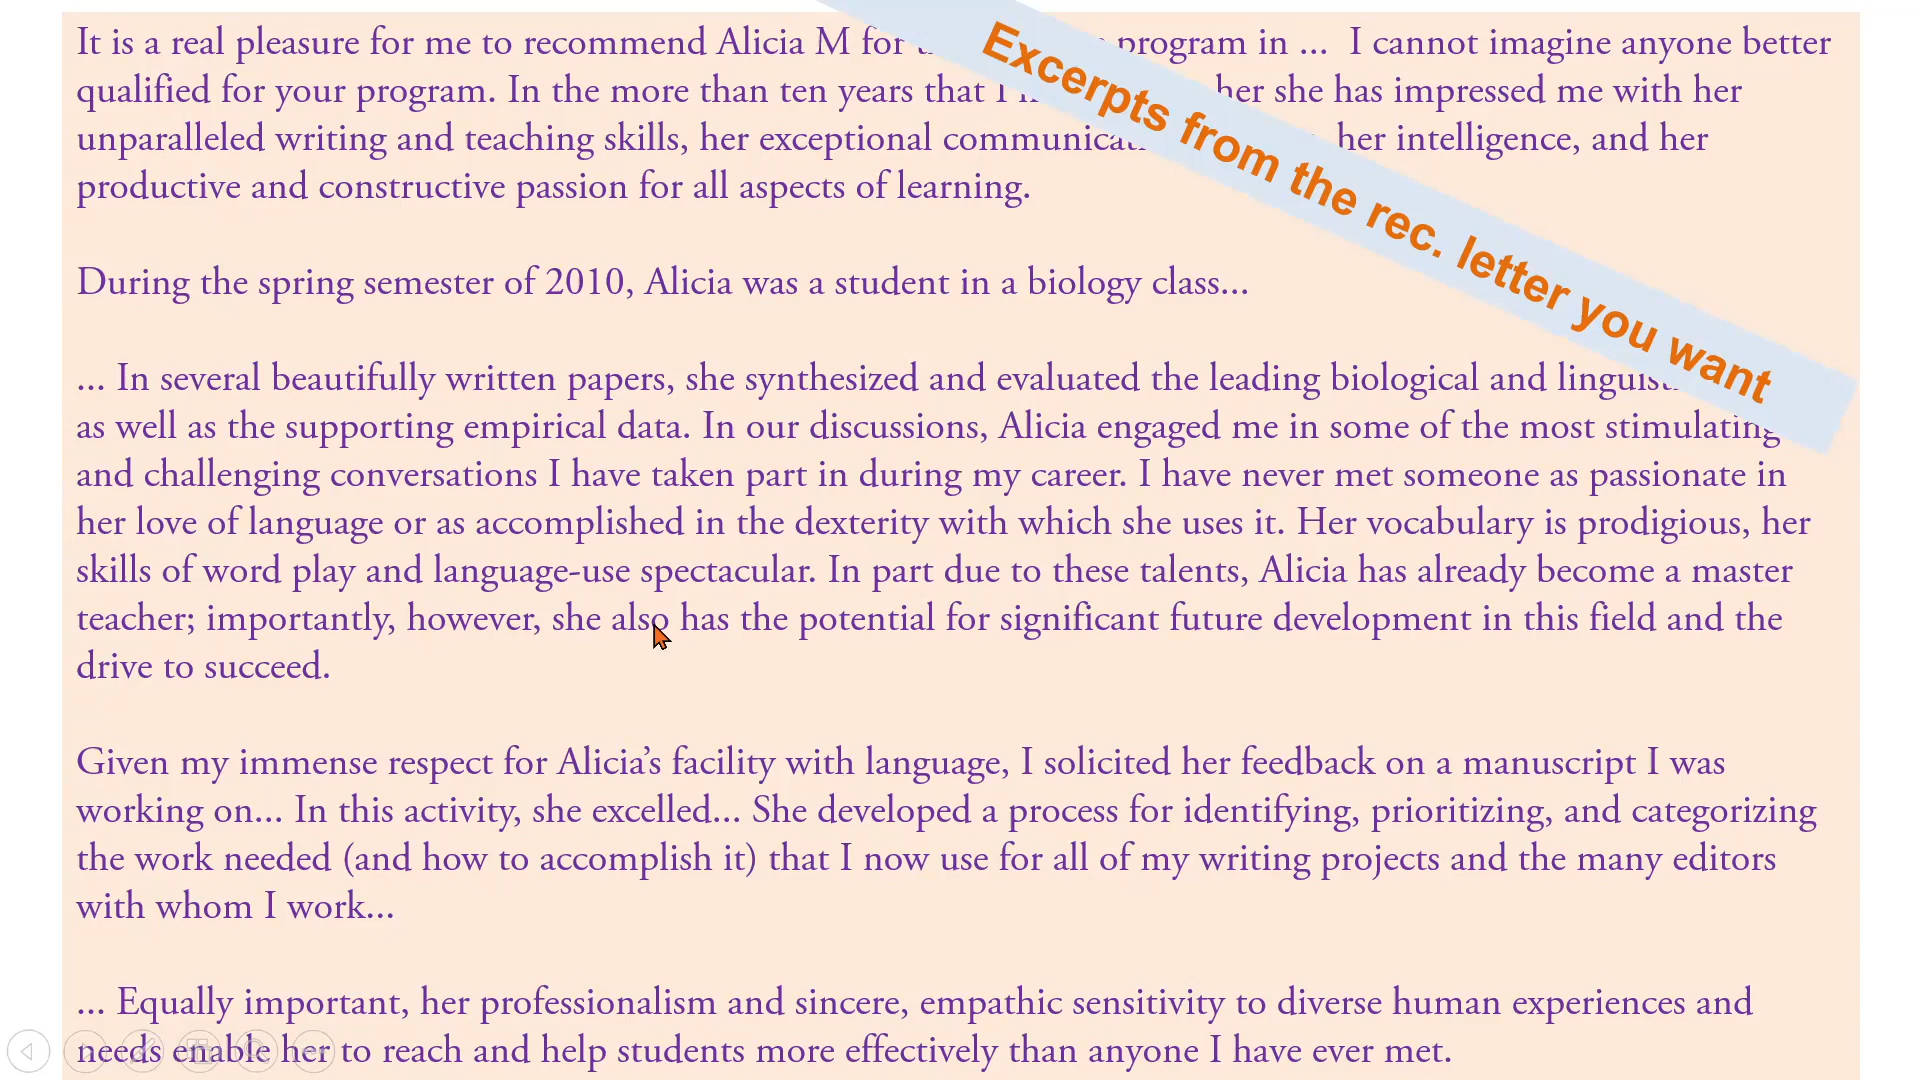 It is a real pleasure for me to recommend Alicia M for program in ... I cannot imagine anyone better
qualified for your program. In the more than ten years that I her she has impressed me with her
unparalleled writing and teaching skills, her exceptional her intelligence, and her
productive and constructive passion for all aspects of learning.
Excerpts from the rec. letter you want
During the spring semester of 2010, Alicia was a student in a biology class...
... In several beautifully written papers, she synthesized and evaluated the leading biological and
as well as the supporting empirical data. In our discussions, Alicia engaged me in some of the most stimulating
and challenging conversations I have taken part in during my career. I have never met someone as passionate in
her love of language or as accomplished in the dexterity with which she uses it. Her vocabulary is prodigious, her
skills of word play and language-use spectacular. In part due to these talents, Alicia has already become a master
teacher; importantly, however, she also has the potential for significant future development in this field and the
drive to succeed.
Given my immense respect for Alicia’s facility with language, I solicited her feedback on a manuscript I was
working on... In this activity, she excelled... She developed a process for identifying, prioritizing, and categorizing
the work needed (and how to accomplish it) that I now use for all of my writing projects and the many editors
with whom I work...
... Equally important, her professionalism and sincere, empathic sensitivity to diverse human experiences and
needs enable her to reach and help students more effectively than anyone I have ever met.